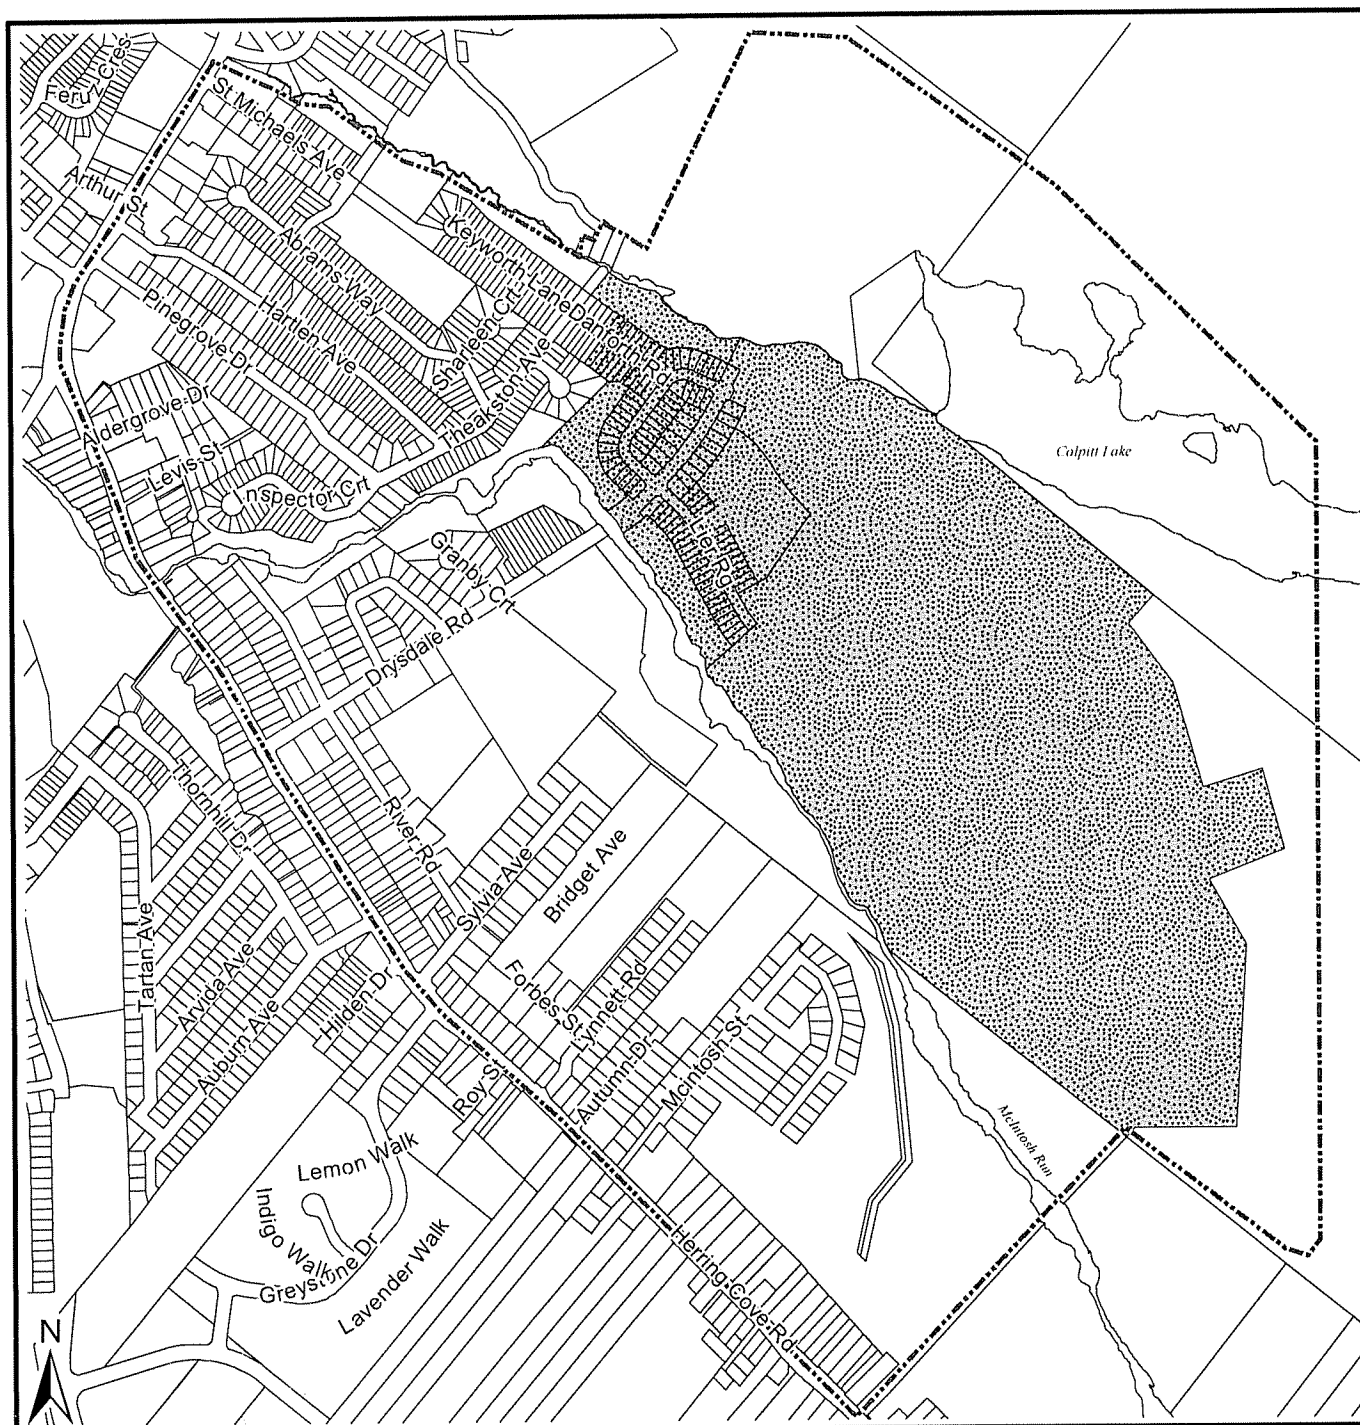 Feruz Cres
St Michaels Ave
Arthur St
Abrams Way
Keyworth Lane
Danforth Rd
Hartlen Ave
Sharleen Crt
Pinegrove Dr
Theakston Ave
Aldergrove Dr
Levis St
Inspector Crt
Colpitt Lake
Granby Crt
Drysdale Rd
Thornhill Dr
River Rd
Sylvia Ave
Bridget Ave
Tartan Ave
Arvida Ave
Auburn Ave
Hilden Dr
Forbes St
Lynnett Rd
Autumn Dr
McIntosh St
Roy St
McIntosh Run
Lemon Walk
Indigo Walk
Greystone Dr
Lavender Walk
Herring Cove Rd
N